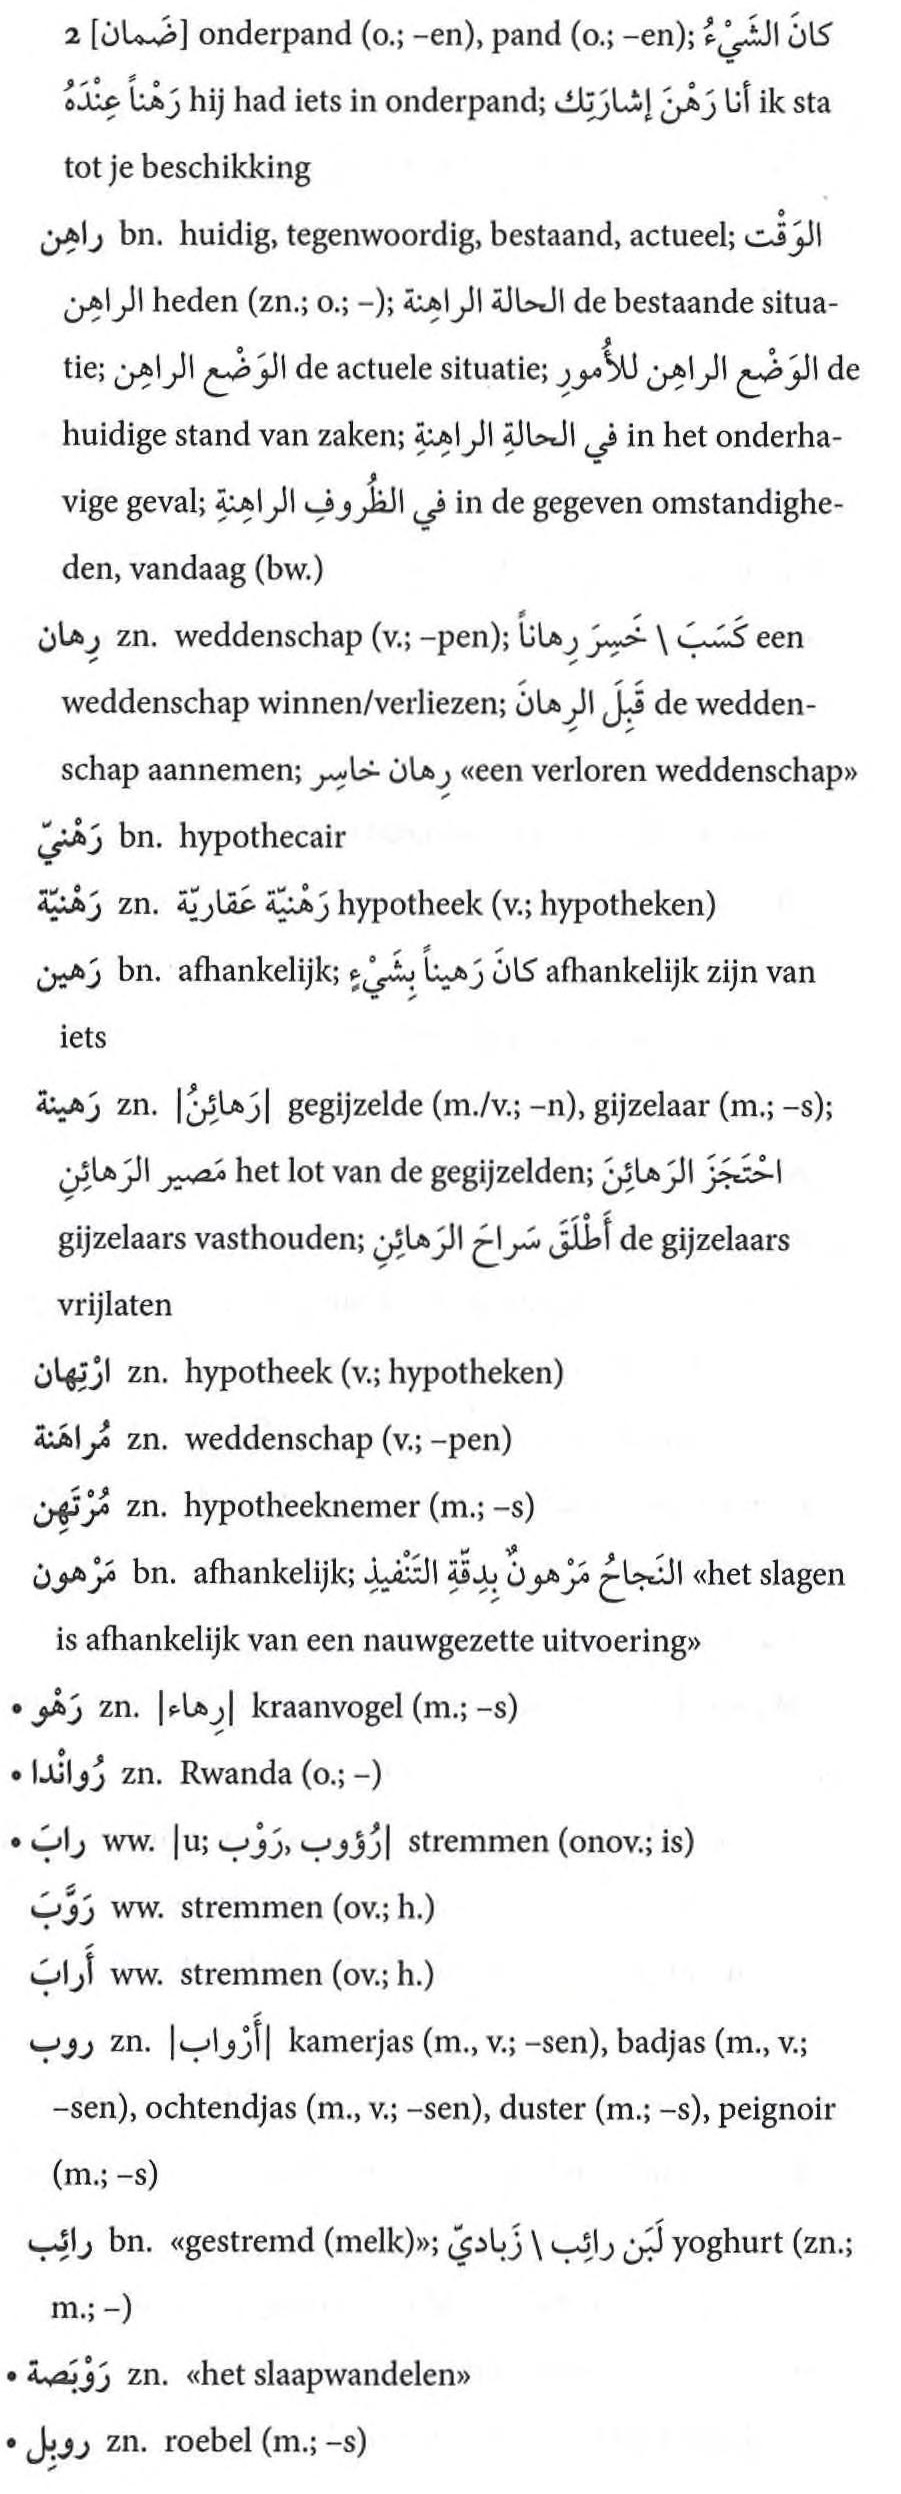 2 [ضَمان] onderpand (o.; –en), pand (o.; –en); كانَ الشَيْءُ
رَهْناً عِنْدَهُ hij had iets in onderpand; أنا رَهْنَ إشارَتِك ik sta
tot je beschikking
راهِن bn. huidig, tegenwoordig, bestaand, actueel; الوَقْت
الراهِن heden (zn.; o.; –); الحالة الراهِنة de bestaande situa-
tie; الوَضْع الراهِن de actuele situatie; الوَضْع الراهِن للأُمورِ de
huidige stand van zaken; في الحالةِ الراهِنةِ in het onderha-
vige geval; في الظُروفِ الراهِنةِ in de gegeven omstandighe-
den, vandaag (bw.)
رِهان zn. weddenschap (v.; –pen); كَسَبَ \ خَسِرَ رِهاناً een
weddenschap winnen/verliezen; قَبِلَ الرِهانَ de wedden-
schap aannemen; رِهان خاسِر «een verloren weddenschap»
رَهْنيّ bn. hypothecair
رَهْنيّة zn. رَهْنيّة عَقاريّة hypotheek (v.; hypotheken)
رَهين bn. afhankelijk; كانَ رَهيناً بِشَيْءٍ afhankelijk zijn van
iets
رَهينة zn. |رَهائِنُ| gegijzelde (m./v.; –n), gijzelaar (m.; –s);
مَصير الرَهائِنِ het lot van de gegijzelden; احْتَجَزَ الرَهائِنَ
gijzelaars vasthouden; أَطْلَقَ سَراحَ الرَهائِنِ de gijzelaars
vrijlaten
ارْتِهان zn. hypotheek (v.; hypotheken)
مُراهَنة zn. weddenschap (v.; –pen)
مُرْتَهِن zn. hypotheeknemer (m.; –s)
مَرْهون bn. afhankelijk; النَجاحُ مَرْهونٌ بِدِقّةِ التَنْفيذِ «het slagen
is afhankelijk van een nauwgezette uitvoering»
• رَهْو zn. |رِهاء| kraanvogel (m.; –s)
• رُوانْدا zn. Rwanda (o.; –)
• رابَ ww. |u; رَوْب, رُؤوب| stremmen (onov.; is)
رَوَّبَ ww. stremmen (ov.; h.)
أَرابَ ww. stremmen (ov.; h.)
روب zn. |أَرْواب| kamerjas (m., v.; –sen), badjas (m., v.;
–sen), ochtendjas (m., v.; –sen), duster (m.; –s), peignoir
(m.; –s)
رائِب bn. «gestremd (melk)»; لَبَن رائِب \ زَباديّ yoghurt (zn.;
m.; –)
• رَوْبَصة zn. «het slaapwandelen»
• روبِل zn. roebel (m.; –s)